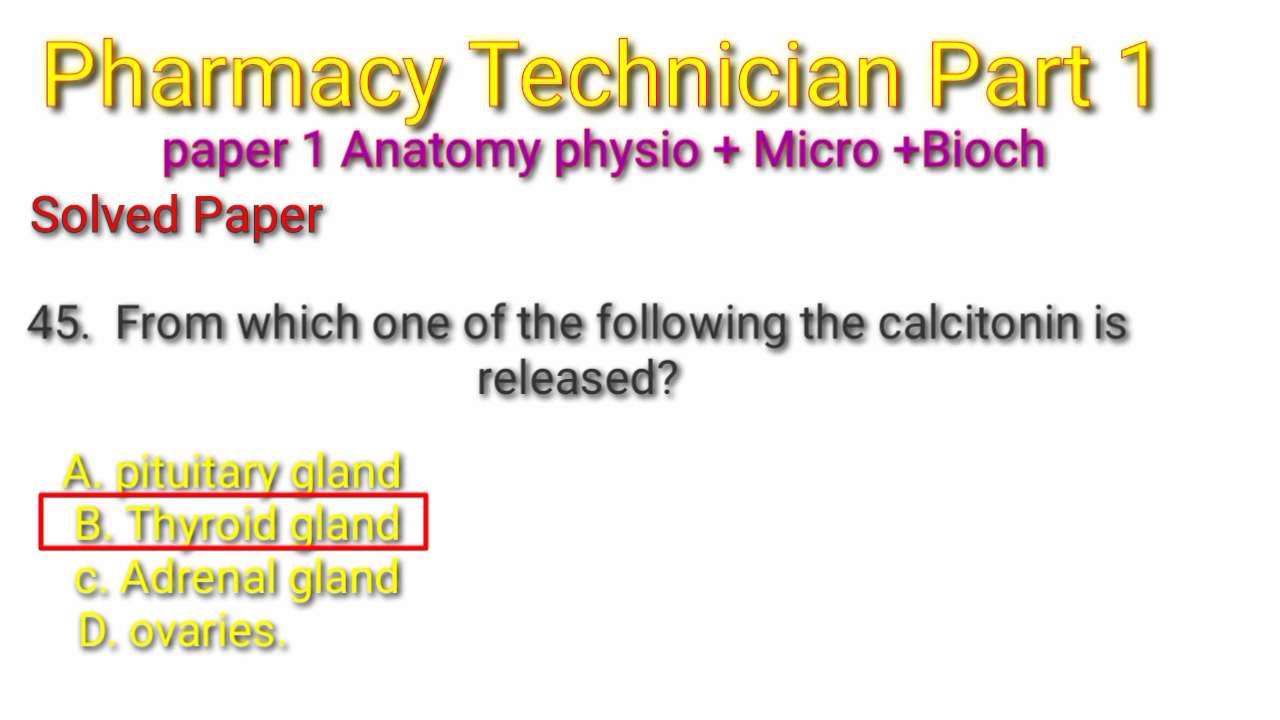 Pharmacy Technician Part 1
paper 1 Anatomy physio + Micro +Bioch
Solved Paper
45. From which one of the following the calcitonin is
released?
A. pituitary gland
B. Thyroid gland
c. Adrenal gland
D. ovaries.